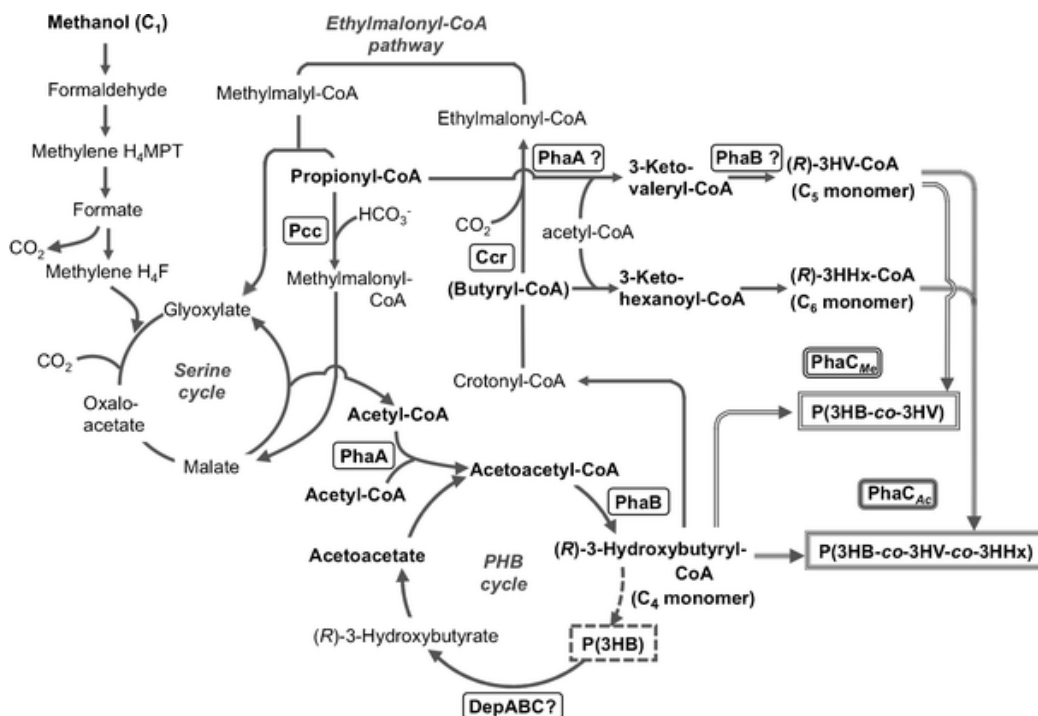 Methanol (C1)
Ethylmalonyl-CoA
pathway
Formaldehyde
Methylmalyl-CoA
Ethylmalonyl-CoA
Methylene H4MPT
PhaA ?
PhaB ?
3-Keto-
valeryl-CoA
(R)-3HV-CoA
(C5 monomer)
Propionyl-CoA
Formate
Pcc
HCO3-
CO2
acetyl-CoA
CO2
Ccr
Methylene H4F
Methylmalonyl-
CoA
(Butyryl-CoA)
3-Keto-
hexanoyl-CoA
(R)-3HHx-CoA
(C6 monomer)
Glyoxylate
CO2
Serine
cycle
Crotonyl-CoA
PhaCMe
Oxalo-
acetate
Acetyl-CoA
P(3HB-co-3HV)
Malate
PhaA
Acetyl-CoA
Acetoacetyl-CoA
PhaB
PhaCAc
Acetoacetate
PHB
cycle
(R)-3-Hydroxybutyryl-
CoA
(C4 monomer)
P(3HB-co-3HV-co-3HHx)
(R)-3-Hydroxybutyrate
P(3HB)
DepABC?